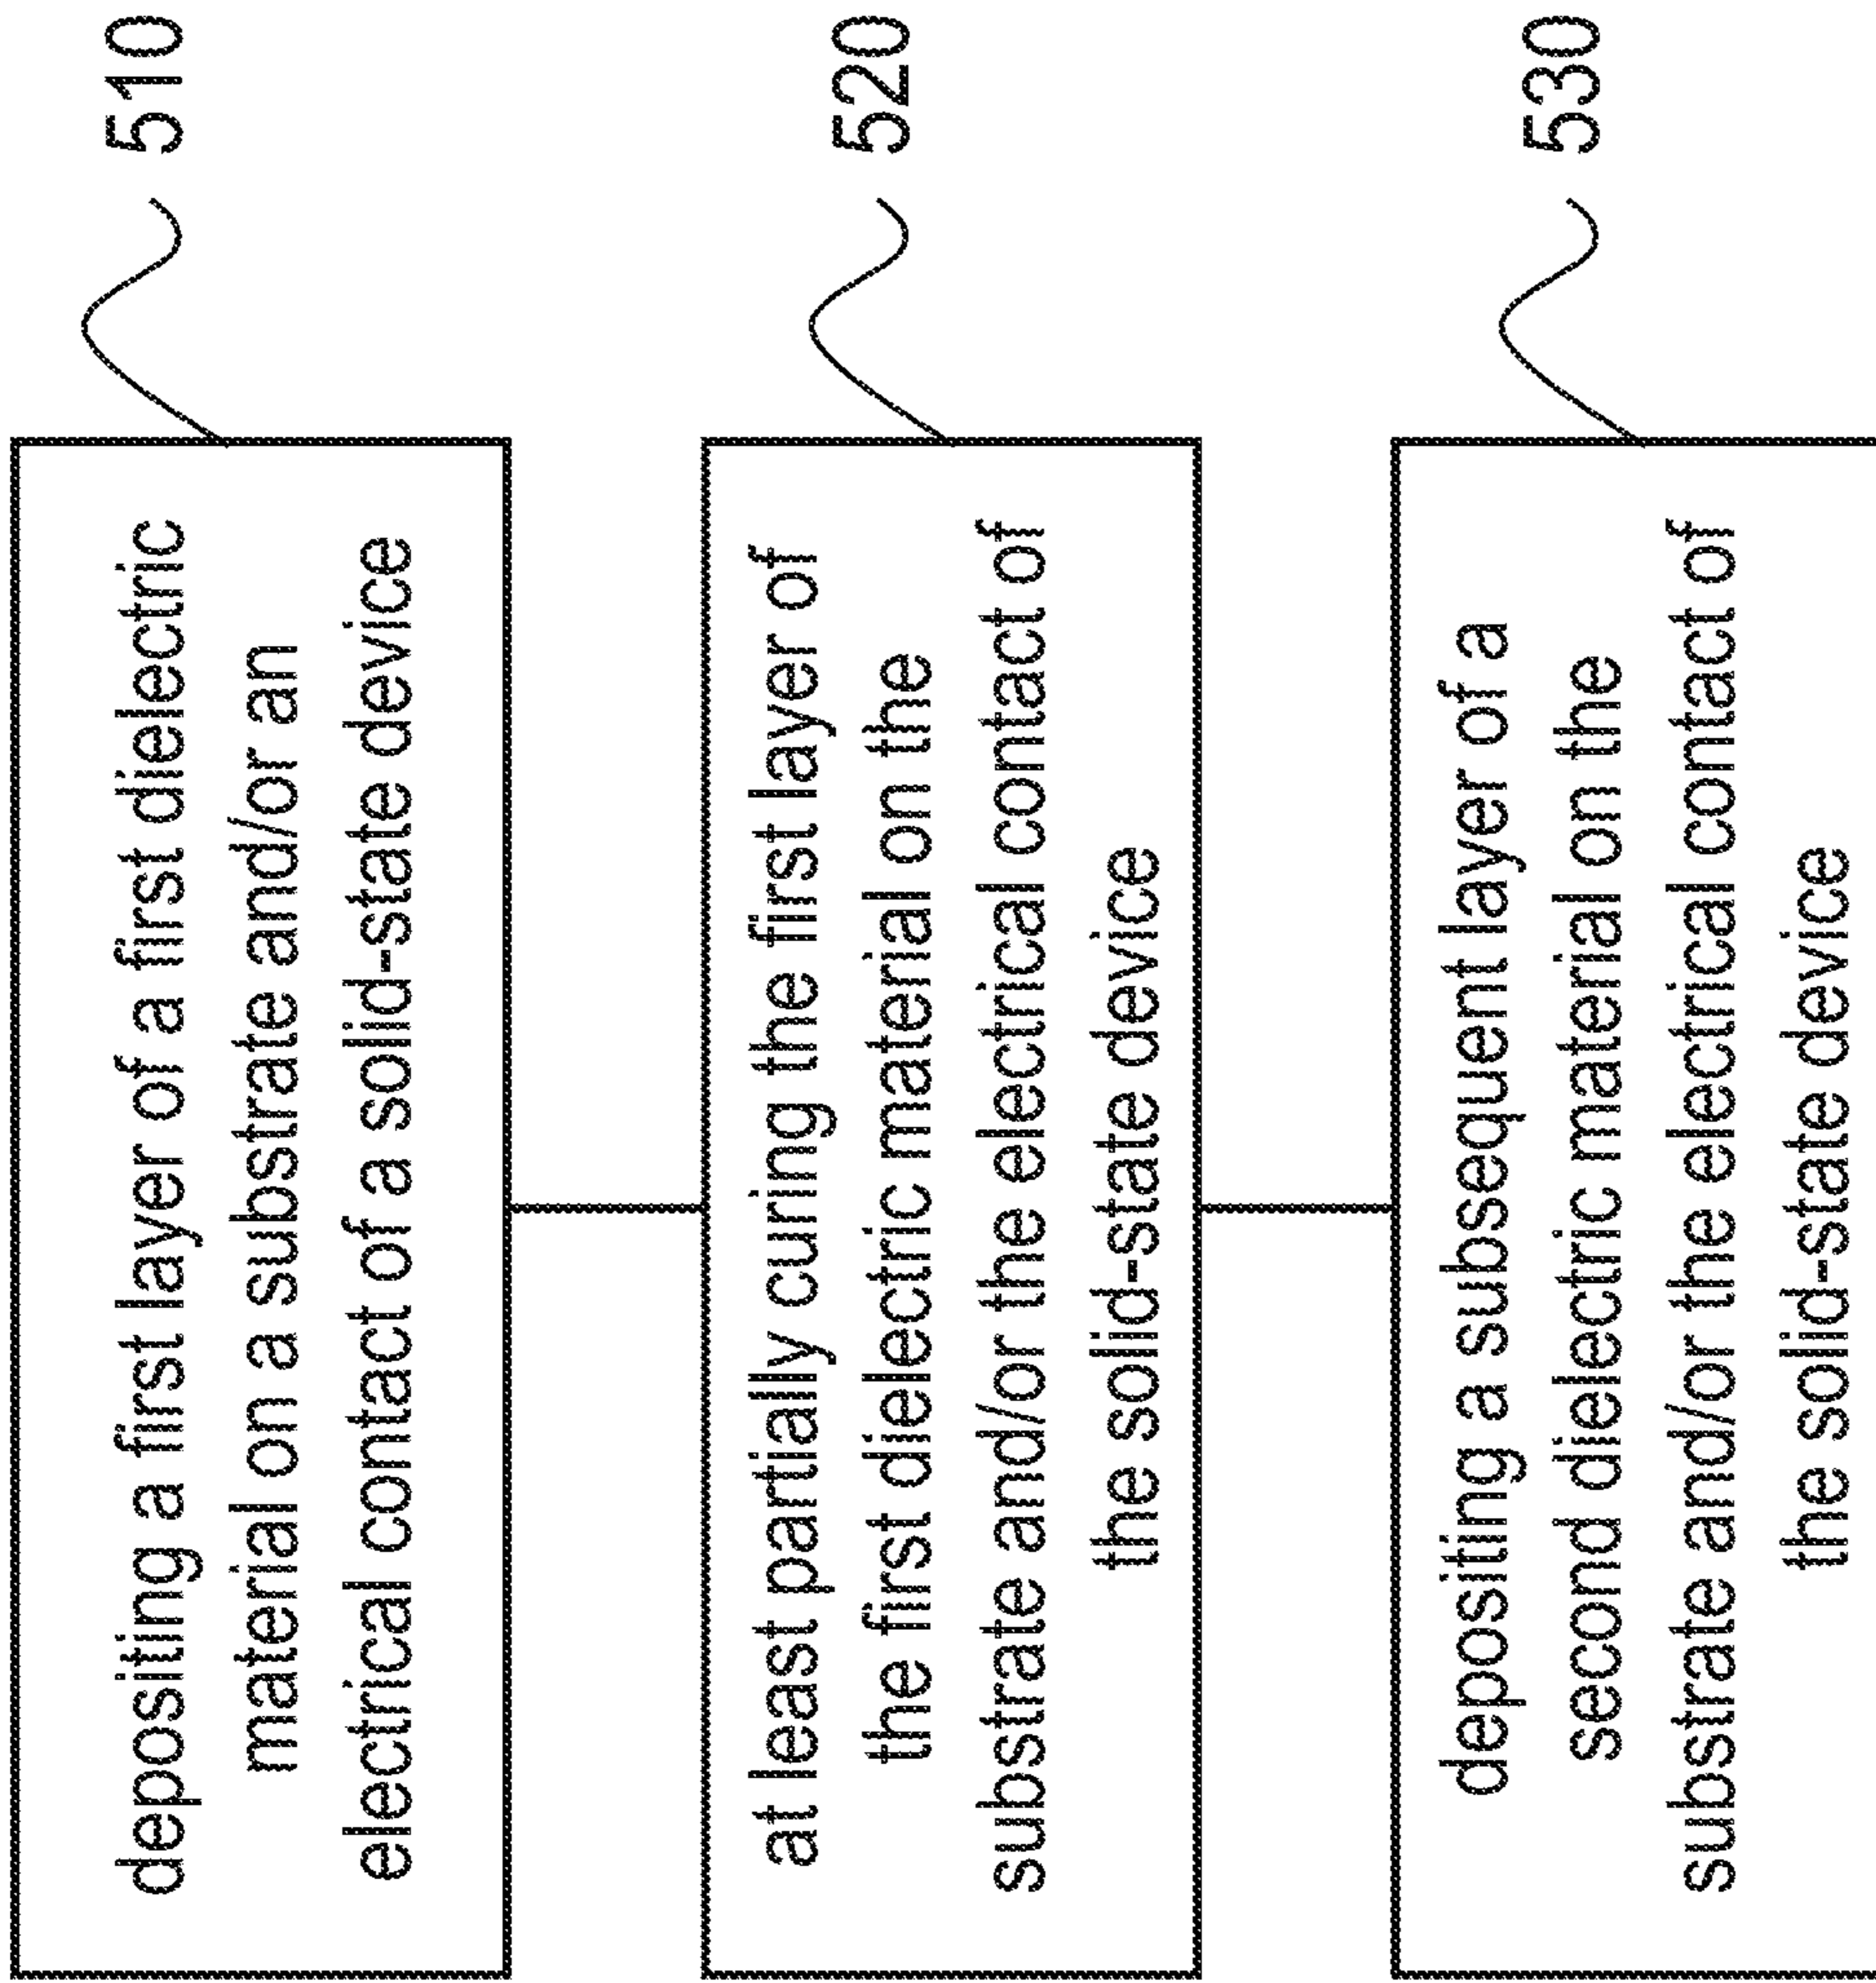 depositing a first layer of a first dielectric
material on a substrate and/or an
electrical contact of a solid-state device
510
at least partially curing the first layer of
the first dielectric material on the
substrate and/or the electrical contact of
the solid-state device
520
depositing a subsequent layer of a
second dielectric material on the
substrate and/or the electrical contact of
the solid-state device
530